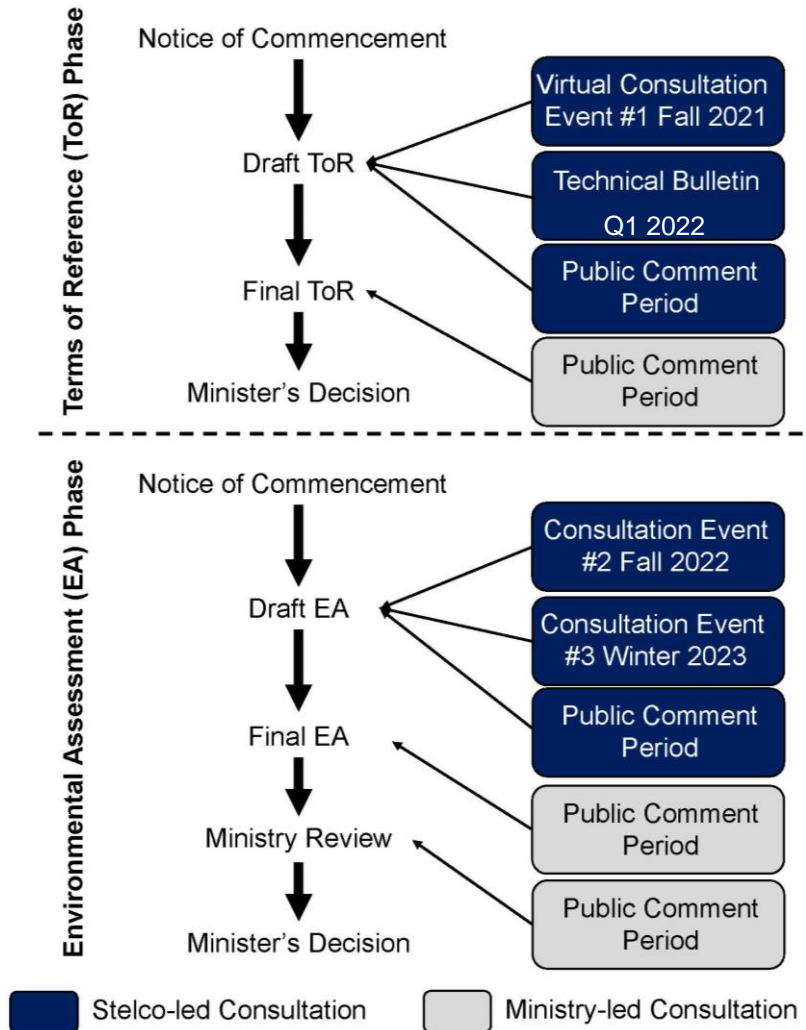 Terms of Reference (ToR) Phase
Notice of Commencement
Draft ToR
Final ToR
Minister's Decision
Virtual Consultation
Event #1 Fall 2021
Technical Bulletin
Q1 2022
Public Comment
Period
Public Comment
Period
Environmental Assessment (EA) Phase
Notice of Commencement
Draft EA
Final EA
Ministry Review
Minister's Decision
Consultation Event
#2 Fall 2022
Consultation Event
#3 Winter 2023
Public Comment
Period
Public Comment
Period
Public Comment
Period
Stelco-led Consultation
Ministry-led Consultation